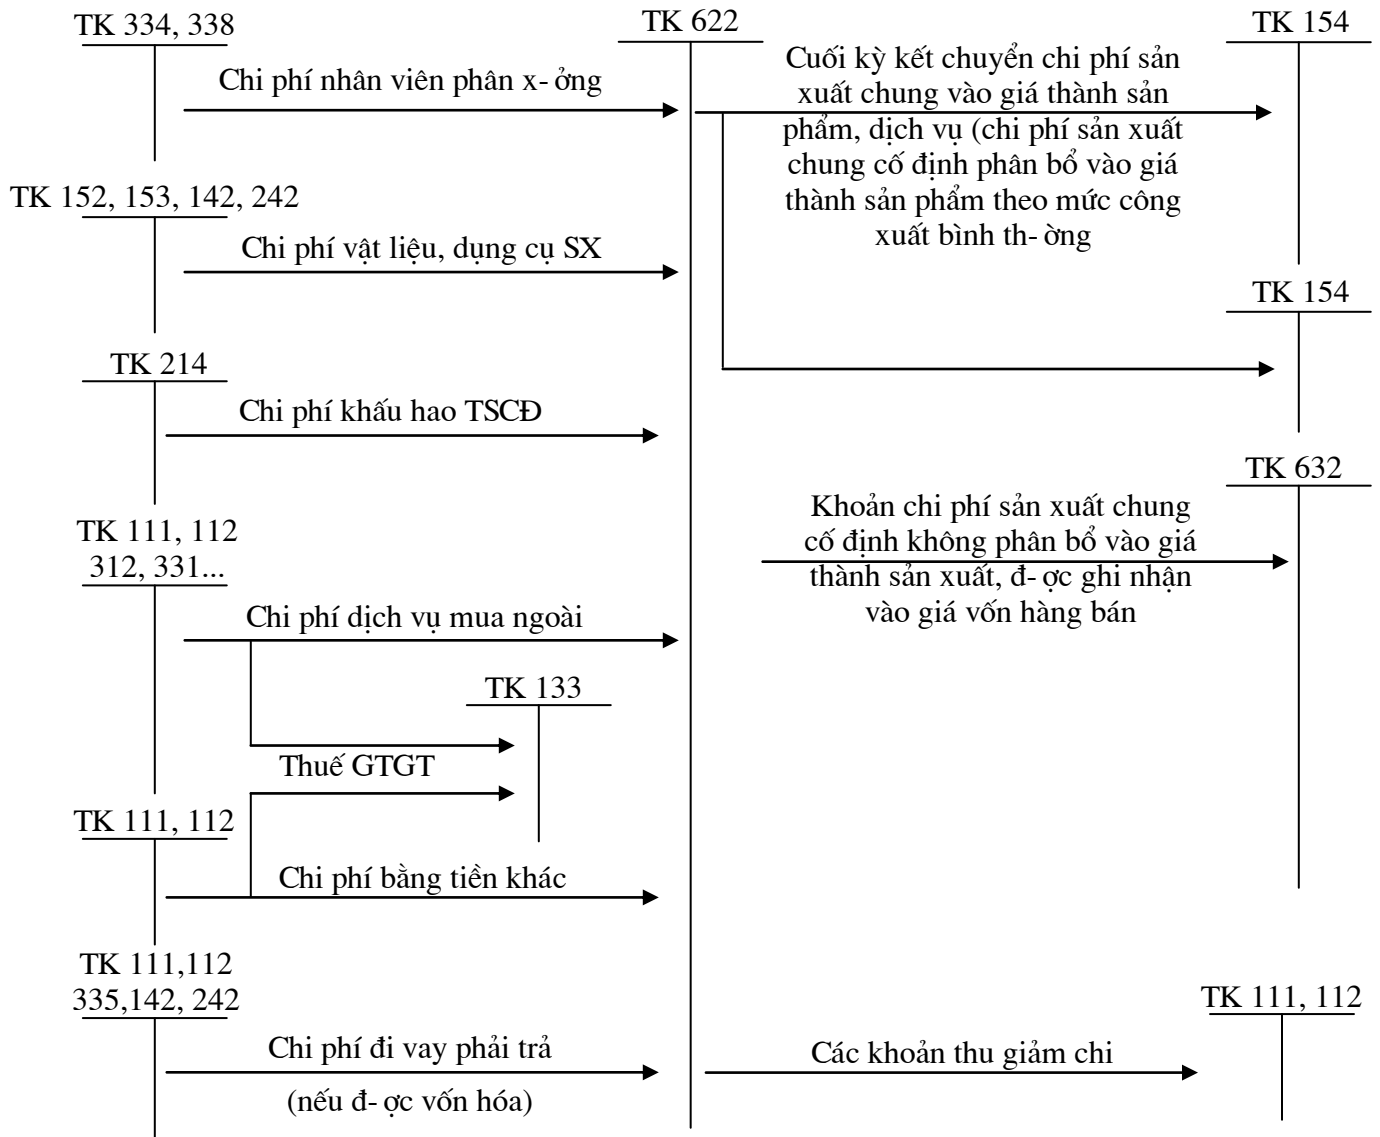 TK 334, 338
TK 622
TK 154
Chi phí nhân viên phân x- ởng
Cuối kỳ kết chuyển chi phí sản
xuất chung vào giá thành sản
phẩm, dịch vụ (chi phí sản xuất
chung cố định phân bổ vào giá
thành sản phẩm theo mức công
xuất bình th- ờng
TK 152, 153, 142, 242
Chi phí vật liệu, dụng cụ SX
TK 154
TK 214
Chi phí khấu hao TSCĐ
TK 632
Khoản chi phí sản xuất chung
cố định không phân bổ vào giá
thành sản xuất, đ- ợc ghi nhận
vào giá vốn hàng bán
TK 111, 112
312, 331...
Chi phí dịch vụ mua ngoài
TK 133
Thuế GTGT
TK 111, 112
Chi phí bằng tiền khác
TK 111,112
335,142, 242
TK 111, 112
Chi phí đi vay phải trả
(nếu đ- ợc vốn hóa)
Các khoản thu giảm chi